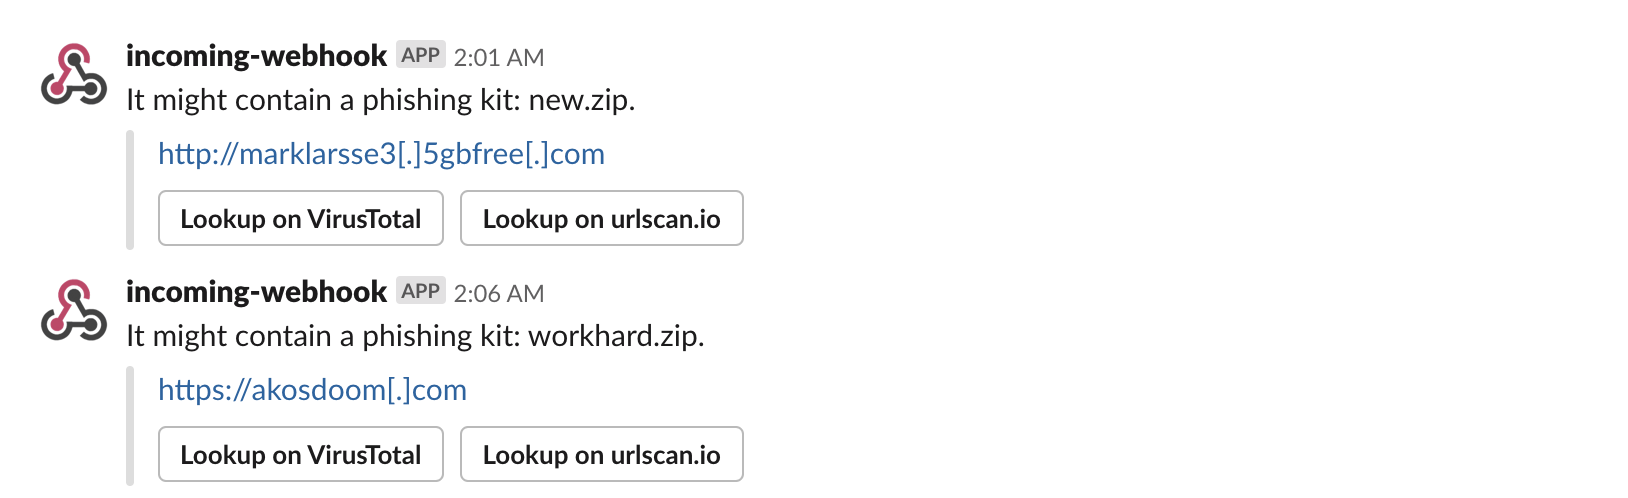 incoming-webhook APP 2:01 AM
It might contain a phishing kit: new.zip.
http://marklarsse3[.]5gbfree[.]com
Lookup on VirusTotal Lookup on urlscan.io
incoming-webhook APP 2:06 AM
It might contain a phishing kit: workhard.zip.
https://akosdoom[.]com
Lookup on VirusTotal Lookup on urlscan.io